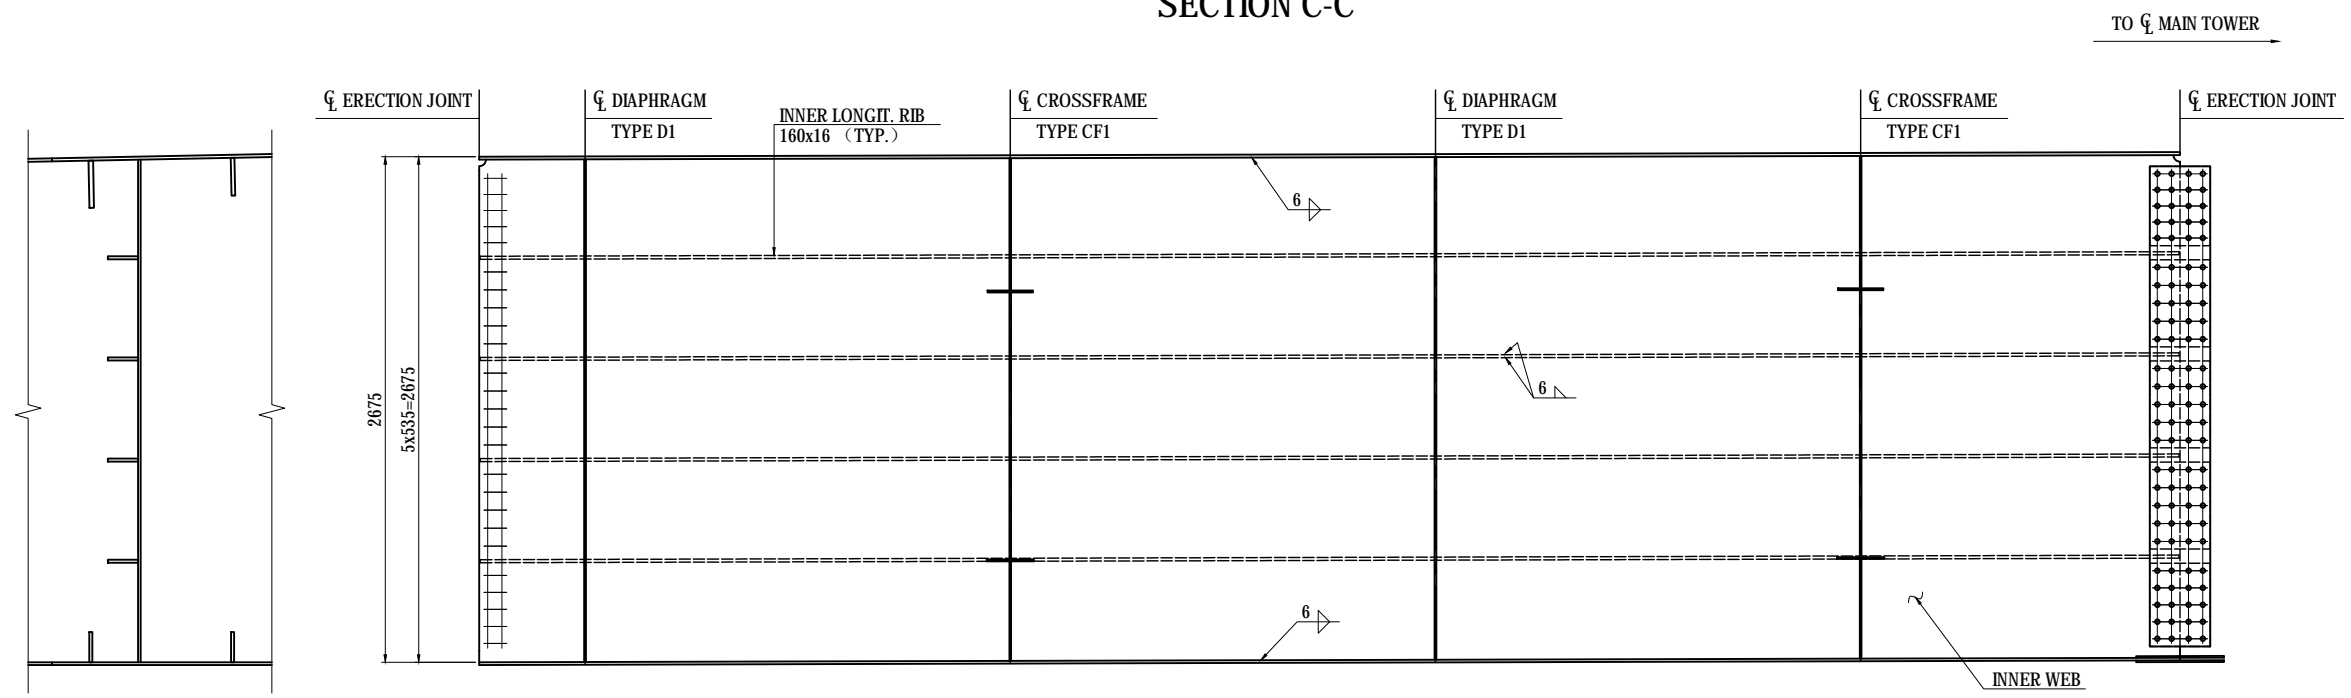 SECTION C-C
TO ℄ MAIN TOWER
℄ ERECTION JOINT
℄ DIAPHRAGM
TYPE D1
INNER LONGIT. RIB
160x16 （TYP.）
℄ CROSSFRAME
TYPE CF1
℄ DIAPHRAGM
TYPE D1
℄ CROSSFRAME
TYPE CF1
℄ ERECTION JOINT
6
2675
5x535=2675
6
6
INNER WEB